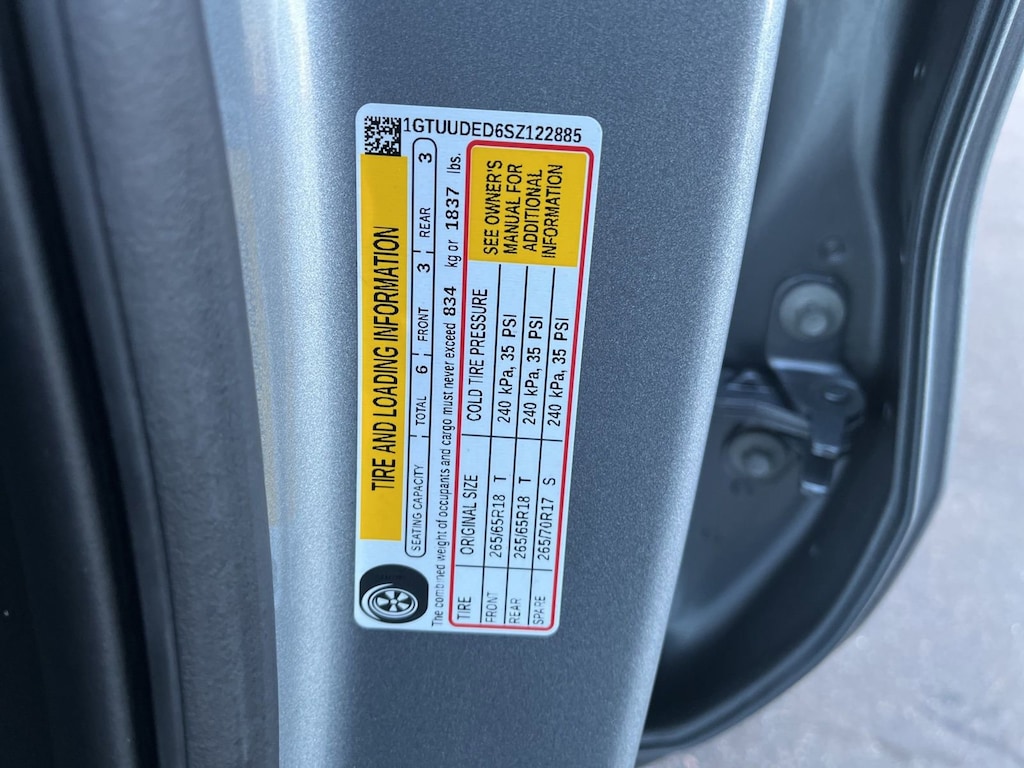 1GTUUDED6SZ122885
TIRE AND LOADING INFORMATION
SEATING CAPACITY TOTAL 6 FRONT 3 REAR 3
The combined weight of occupants and cargo must never exceed 834 kg or 1837 lbs.
TIRE ORIGINAL SIZE COLD TIRE PRESSURE
FRONT 265/65R18 T 240 kPa, 35 PSI
REAR 265/65R18 T 240 kPa, 35 PSI
SPARE 265/70R17 S 240 kPa, 35 PSI
SEE OWNER'S
MANUAL FOR
ADDITIONAL
INFORMATION